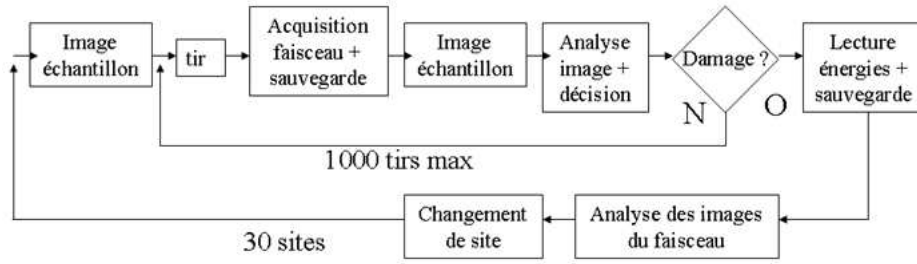 Image
échantillon
tir
Acquisition
faisceau +
sauvegarde
Image
échantillon
Analyse
image +
décision
Damage ?
Lecture
énergies +
sauvegarde
N
O
1000 tirs max
Changement
de site
Analyse des images
du faisceau
30 sites